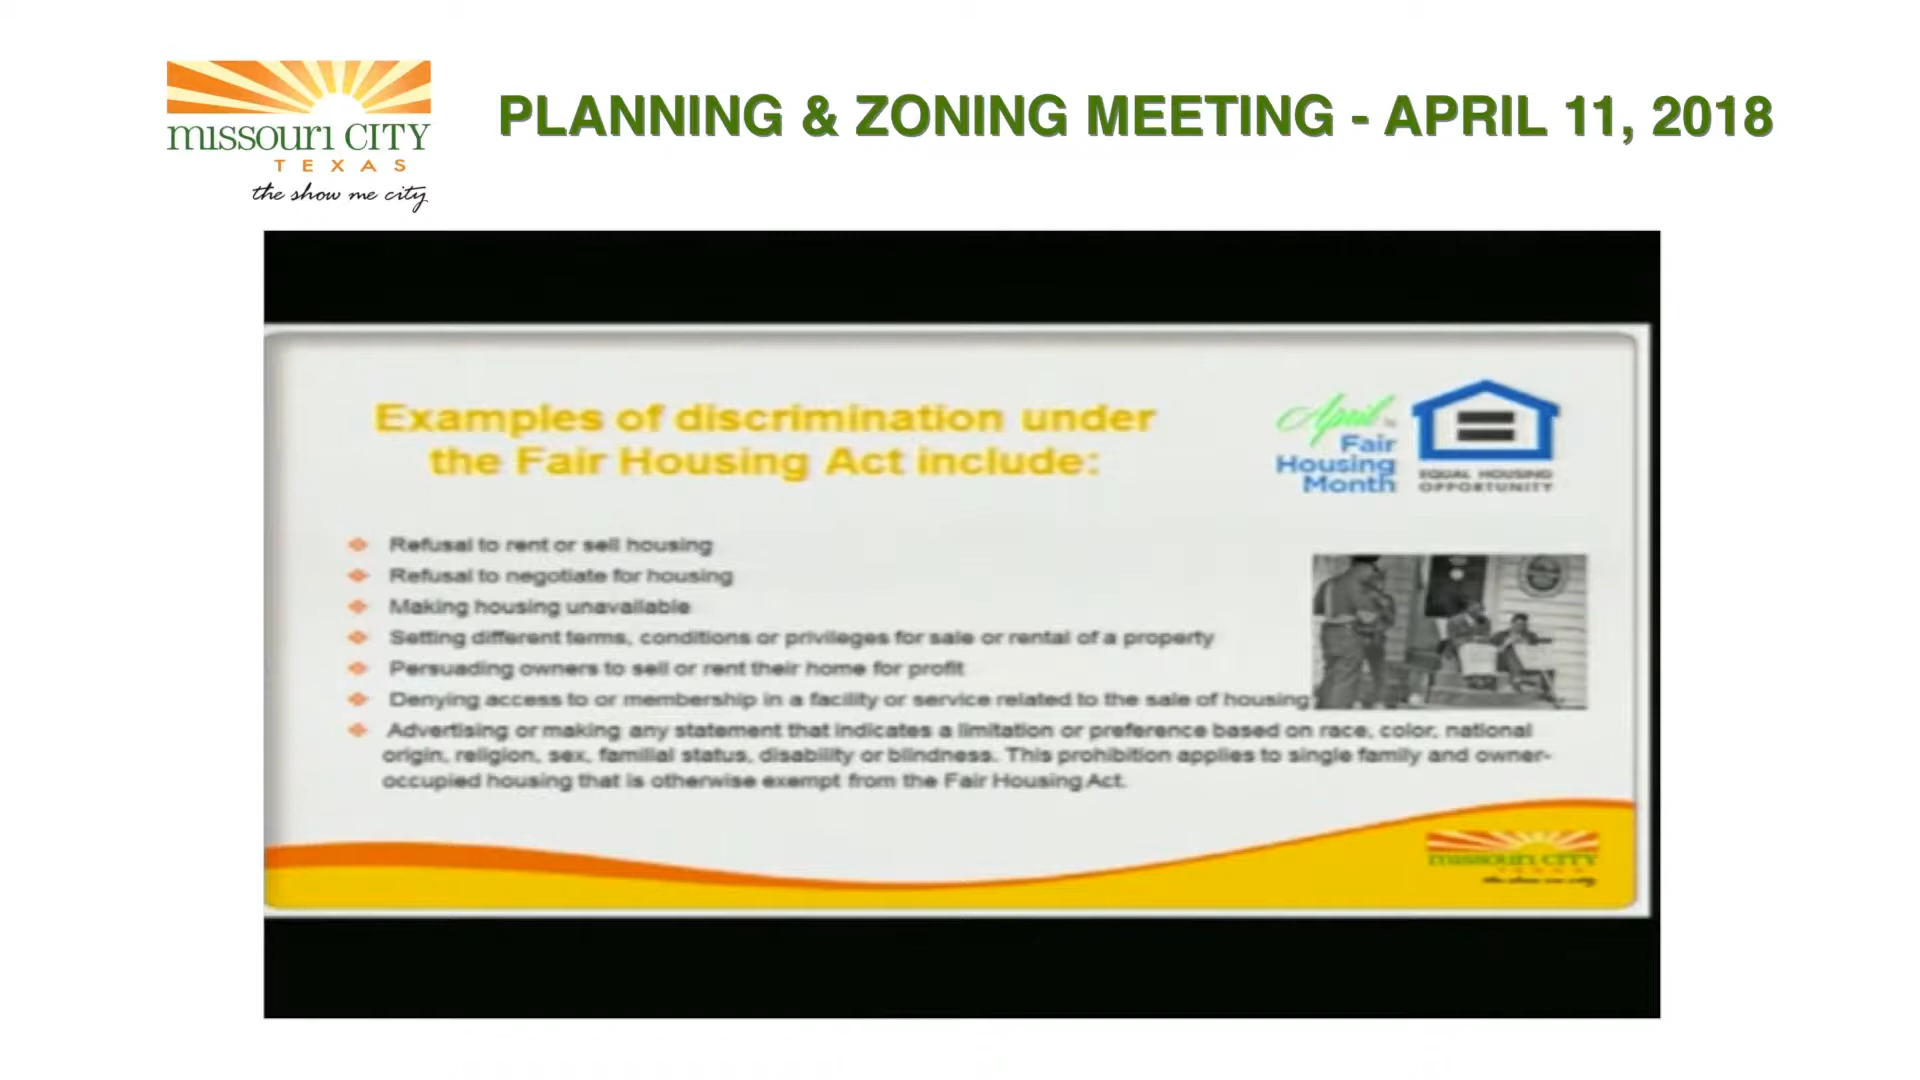 missouri CITY
TEXAS
the show me city
PLANNING & ZONING MEETING - APRIL 11, 2018
Examples of discrimination under
the Fair Housing Act include:
April is
Fair
Housing
Month
EQUAL HOUSING
OPPORTUNITY
Refusal to rent or sell housing
Refusal to negotiate for housing
Making housing unavailable
Setting different terms, conditions or privileges for sale or rental of a property
Persuading owners to sell or rent their home for profit
Denying access to or membership in a facility or service related to the sale of housing
Advertising or making any statement that indicates a limitation or preference based on race, color, national
origin, religion, sex, familial status, disability or blindness. This prohibition applies to single family and owner-
occupied housing that is otherwise exempt from the Fair Housing Act.
missouri CITY
TEXAS
the show me city